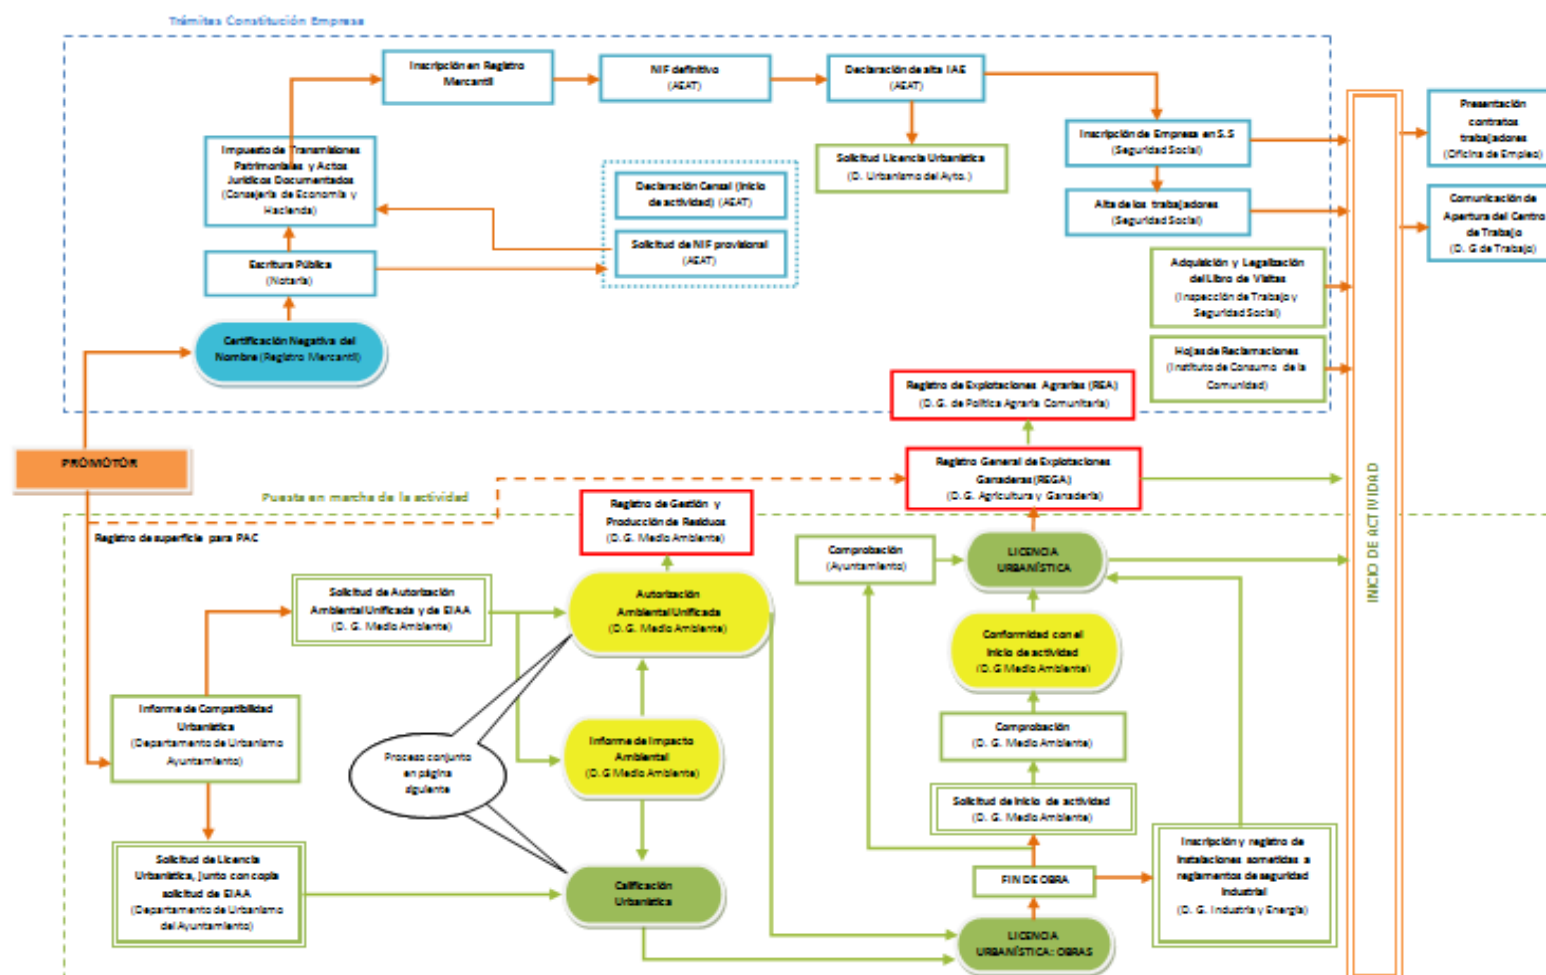 Trámites Constitución Empresa
Inscripción en Registro
Mercantil
NIF definitivo
(AEAT)
Declaración de alta IAE
(AEAT)
Presentación
contratos
trabajadores
(Oficina de Empleo)
Impuesto de Transmisiones
Patrimoniales y Actos
Jurídicos Documentados
(Consejería de Economía y
Hacienda)
Declaración Censal (Inicio
de actividad) (AEAT)
Solicitud Licencia Urbanística
(D. Urbanismo del Ayto.)
Inscripción de Empresa en S.S
(Seguridad Social)
Alta de los trabajadores
(Seguridad Social)
Comunicación de
Apertura del Centro
de Trabajo
(D. G de Trabajo)
Solicitud de NIF provisional
(AEAT)
Escritura Pública
(Notaría)
Adquisición y Legalización
del Libro de Visitas
(Inspección de Trabajo y
Seguridad Social)
Certificación Negativa del
Nombre (Registro Mercantil)
Hojas de Reclamaciones
(Instituto de Consumo de la
Comunidad)
Registro de Explotaciones Agrarias (REA)
(D. G. de Política Agraria Comunitaria)
PROMOTOR
Registro General de Explotaciones
Ganaderas (REGA)
(D.G. Agricultura y Ganadería)
Puesta en marcha de la actividad
Registro de superficie para PAC
Registro de Gestión y
Producción de Residuos
(D.G. Medio Ambiente)
INICIO DE ACTIVIDAD
Comprobación
(Ayuntamiento)
LICENCIA
URBANÍSTICA
Solicitud de Autorización
Ambiental Unificada y de EIAA
(D. G. Medio Ambiente)
Autorización
Ambiental Unificada
(D. G. Medio Ambiente)
Conformidad con el
inicio de actividad
(D.G Medio Ambiente)
Informe de Compatibilidad
Urbanística
(Departamento de Urbanismo
Ayuntamiento)
Proceso conjunto
en página
siguiente
Informe de Impacto
Ambiental
(D.G Medio Ambiente)
Comprobación
(D. G. Medio Ambiente)
Solicitud de Inicio de actividad
(D. G. Medio Ambiente)
Solicitud de Licencia
Urbanística, junto con copia
solicitud de EIAA
(Departamento de Urbanismo
del Ayuntamiento)
Calificación
Urbanística
FIN DE OBRA
Inscripción y registro de
instalaciones sometidas a
reglamentos de seguridad
industrial
(D. G. Industria y Energía)
LICENCIA
URBANÍSTICA: OBRAS